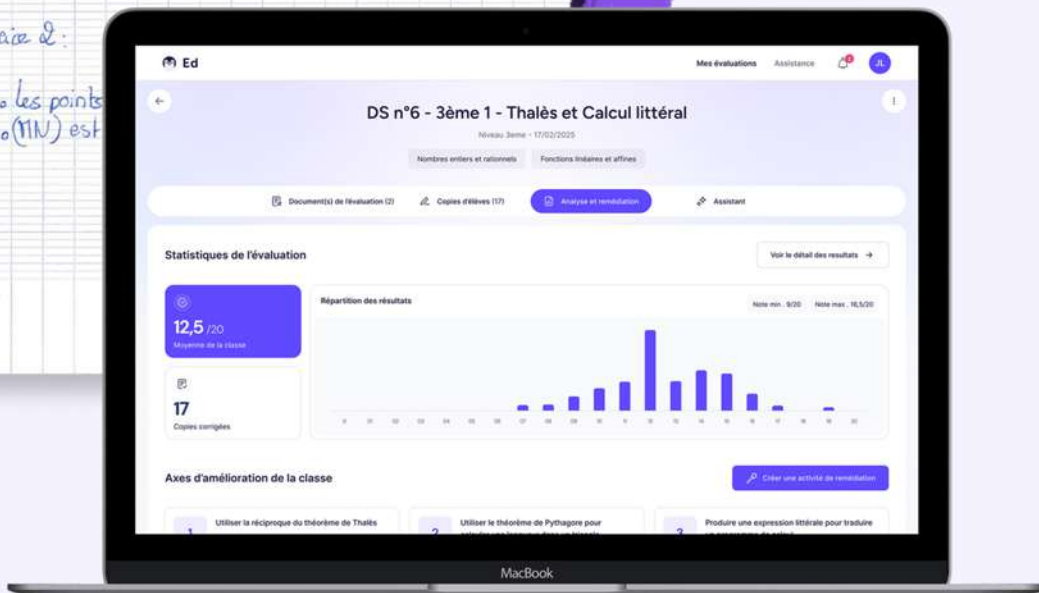 ice 2:
les points
(MN) est
Ed
Mes évaluations
Assistance
JL
DS n°6 - 3ème 1 - Thalès et Calcul littéral
Niveau 3eme - 17/02/2025
Nombres entiers et rationnels
Fonctions linéaires et affines
Document(s) de l'évaluation (2)
Copies d'élèves (17)
Analyse et remédiation
Assistant
Statistiques de l'évaluation
Voir le détail des resultats →
12,5 /20
Moyenne de la classe
17
Copies corrigées
Répartition des résultats
Note min . 9/20
Note max . 16,5/20
Axes d'amélioration de la classe
Créer une activité de remédiation
1
Utiliser la réciproque du théorème de Thalès
2
Utiliser le théorème de Pythagore pour
3
Produire une expression littérale pour traduire
MacBook